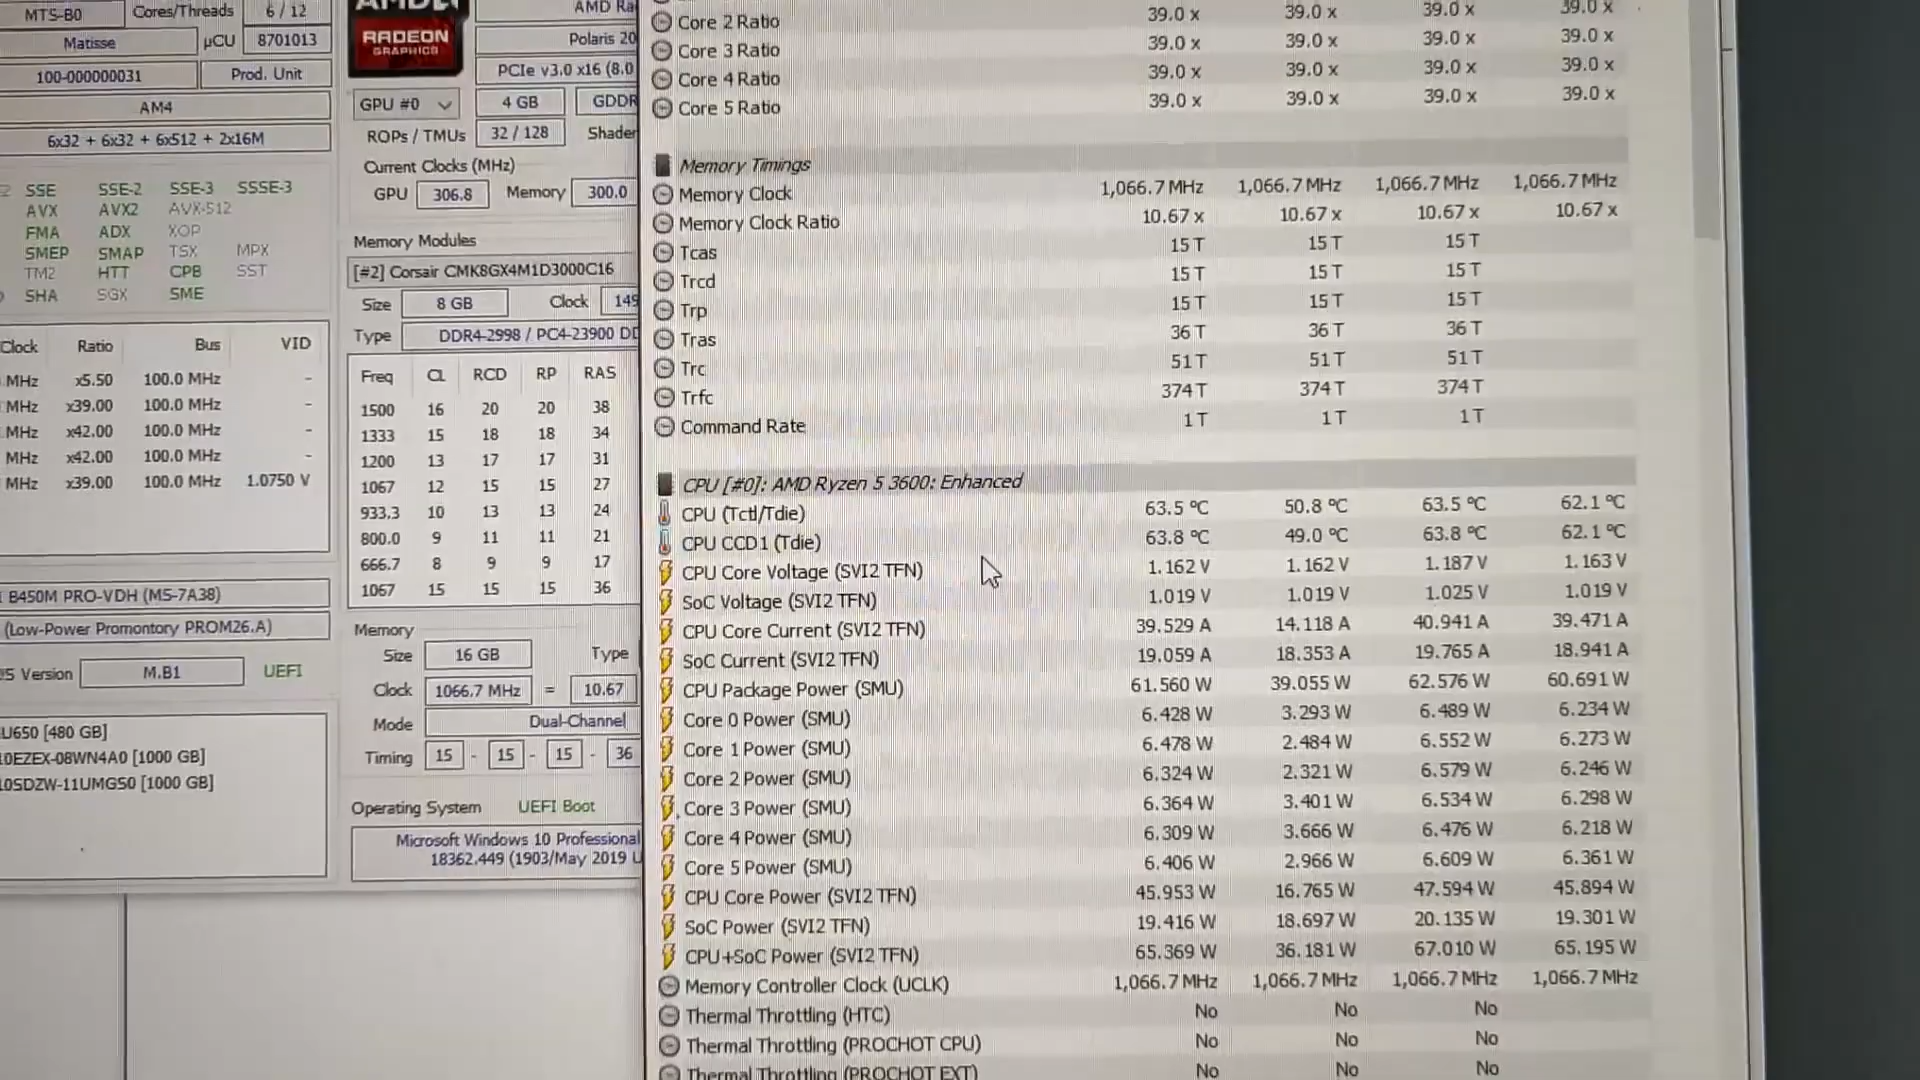 MTS-B0 Cores/Threads 6 / 12
Matisse µCU 8701013
100-000000031 Prod. Unit
AM4
6x32 + 6x32 + 6x512 + 2x16M
SSE SSE-2 SSE-3 SSSE-3
AVX AVX2 AVX-512
FMA ADX XOP
SMEP SMAP TSX MPX
TM2 HTT CPB SST
SHA SGX SME
Clock Ratio Bus VID
MHz x5.50 100.0 MHz -
MHz x39.00 100.0 MHz -
MHz x42.00 100.0 MHz -
MHz x42.00 100.0 MHz -
MHz x39.00 100.0 MHz 1.0750 V
B450M PRO-VDH (MS-7A38)
(Low-Power Promontory PROM26.A)
Version M.B1 UEFI
U650 [480 GB]
0EZEX-08WN4A0 [1000 GB]
0SDZW-11UMGS0 [1000 GB]
RADEON
GRAPHICS
AMD Ra
Polaris 20
PCIe v3.0 x16 (8.0
GPU #0 4 GB GDDR
ROPs / TMUs 32 / 128 Shader
Current Clocks (MHz)
GPU 306.8 Memory 300.0
Memory Modules
[#2] Corsair CMK8GX4M1D3000C16
Size 8 GB Clock 149
Type DDR4-2998 / PC4-23900 DD
Freq CL RCD RP RAS
1500 16 20 20 38
1333 15 18 18 34
1200 13 17 17 31
1067 12 15 15 27
933.3 10 13 13 24
800.0 9 11 11 21
666.7 8 9 9 17
1067 15 15 15 36
Memory
Size 16 GB Type
Clock 1066.7 MHz = 10.67
Mode Dual-Channel
Timing 15 - 15 - 15 - 36
Operating System UEFI Boot
Microsoft Windows 10 Professional
18362.449 (1903/May 2019 U
Core 2 Ratio 39.0 x 39.0 x 39.0 x 39.0 x
Core 3 Ratio 39.0 x 39.0 x 39.0 x 39.0 x
Core 4 Ratio 39.0 x 39.0 x 39.0 x 39.0 x
Core 5 Ratio 39.0 x 39.0 x 39.0 x 39.0 x
Memory Timings
Memory Clock 1,066.7 MHz 1,066.7 MHz 1,066.7 MHz 1,066.7 MHz
Memory Clock Ratio 10.67 x 10.67 x 10.67 x 10.67 x
Tcas 15 T 15 T 15 T
Trcd 15 T 15 T 15 T
Trp 15 T 15 T 15 T
Tras 36 T 36 T 36 T
Trc 51 T 51 T 51 T
Trfc 374 T 374 T 374 T
Command Rate 1 T 1 T 1 T
CPU [#0]: AMD Ryzen 5 3600: Enhanced
CPU (Tctl/Tdie) 63.5 °C 50.8 °C 63.5 °C 62.1 °C
CPU CCD1 (Tdie) 63.8 °C 49.0 °C 63.8 °C 62.1 °C
CPU Core Voltage (SVI2 TFN) 1.162 V 1.162 V 1.187 V 1.163 V
SoC Voltage (SVI2 TFN) 1.019 V 1.019 V 1.025 V 1.019 V
CPU Core Current (SVI2 TFN) 39.529 A 14.118 A 40.941 A 39.471 A
SoC Current (SVI2 TFN) 19.059 A 18.353 A 19.765 A 18.941 A
CPU Package Power (SMU) 61.560 W 39.055 W 62.576 W 60.691 W
Core 0 Power (SMU) 6.428 W 3.293 W 6.489 W 6.234 W
Core 1 Power (SMU) 6.478 W 2.484 W 6.552 W 6.273 W
Core 2 Power (SMU) 6.324 W 2.321 W 6.579 W 6.246 W
Core 3 Power (SMU) 6.364 W 3.401 W 6.534 W 6.298 W
Core 4 Power (SMU) 6.309 W 3.666 W 6.476 W 6.218 W
Core 5 Power (SMU) 6.406 W 2.966 W 6.609 W 6.361 W
CPU Core Power (SVI2 TFN) 45.953 W 16.765 W 47.594 W 45.894 W
SoC Power (SVI2 TFN) 19.416 W 18.697 W 20.135 W 19.301 W
CPU+SoC Power (SVI2 TFN) 65.369 W 36.181 W 67.010 W 65.195 W
Memory Controller Clock (UCLK) 1,066.7 MHz 1,066.7 MHz 1,066.7 MHz 1,066.7 MHz
Thermal Throttling (HTC) No No No
Thermal Throttling (PROCHOT CPU) No No No
Thermal Throttling (PROCHOT EXT) No No No